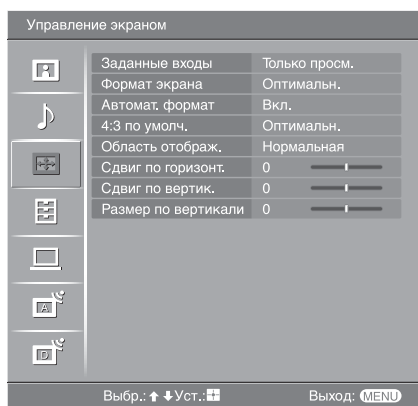 Управление экраном
Заданные входы Только просм.
Формат экрана Оптимальн.
Автомат. формат Вкл.
4:3 по умолч. Оптимальн.
Область отображ. Нормальная
Сдвиг по горизонт. 0
Сдвиг по вертик. 0
Размер по вертикали 0
A
D
Выбр.: Уст.: Выход: MENU